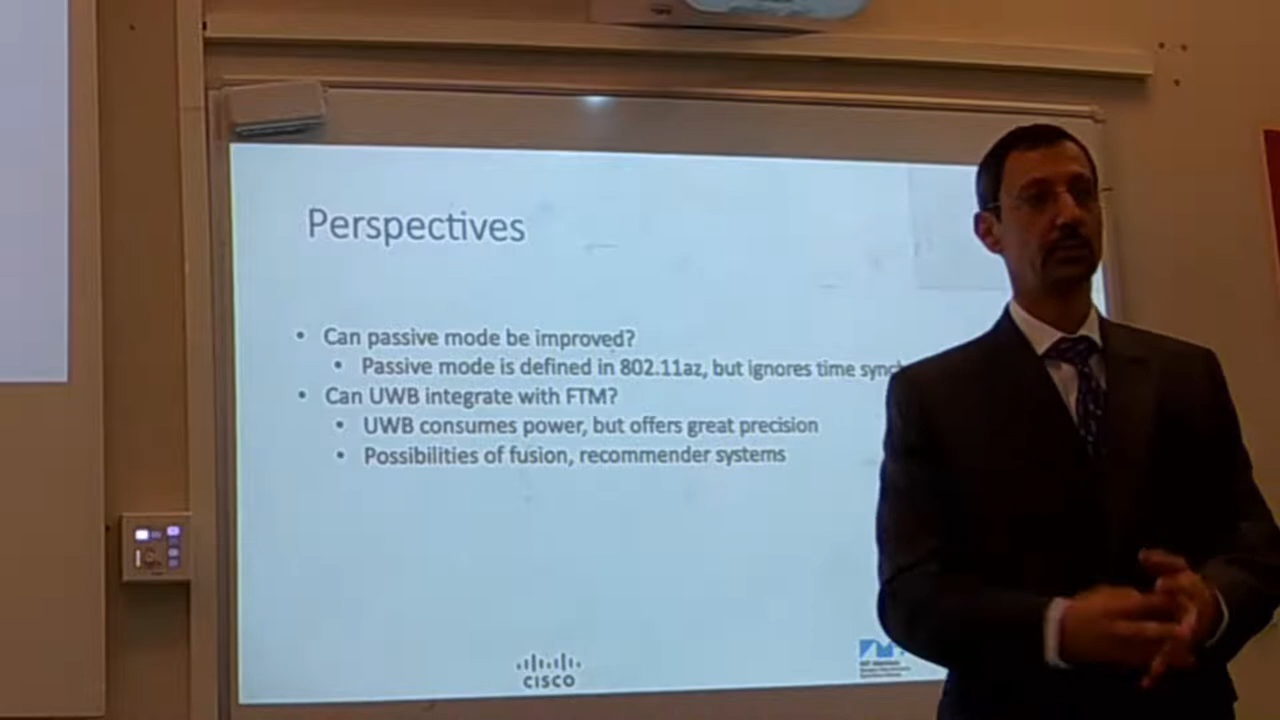 Perspectives
• Can passive mode be improved?
• Passive mode is defined in 802.11az, but ignores time sync
• Can UWB integrate with FTM?
• UWB consumes power, but offers great precision
• Possibilities of fusion, recommender systems
CISCO